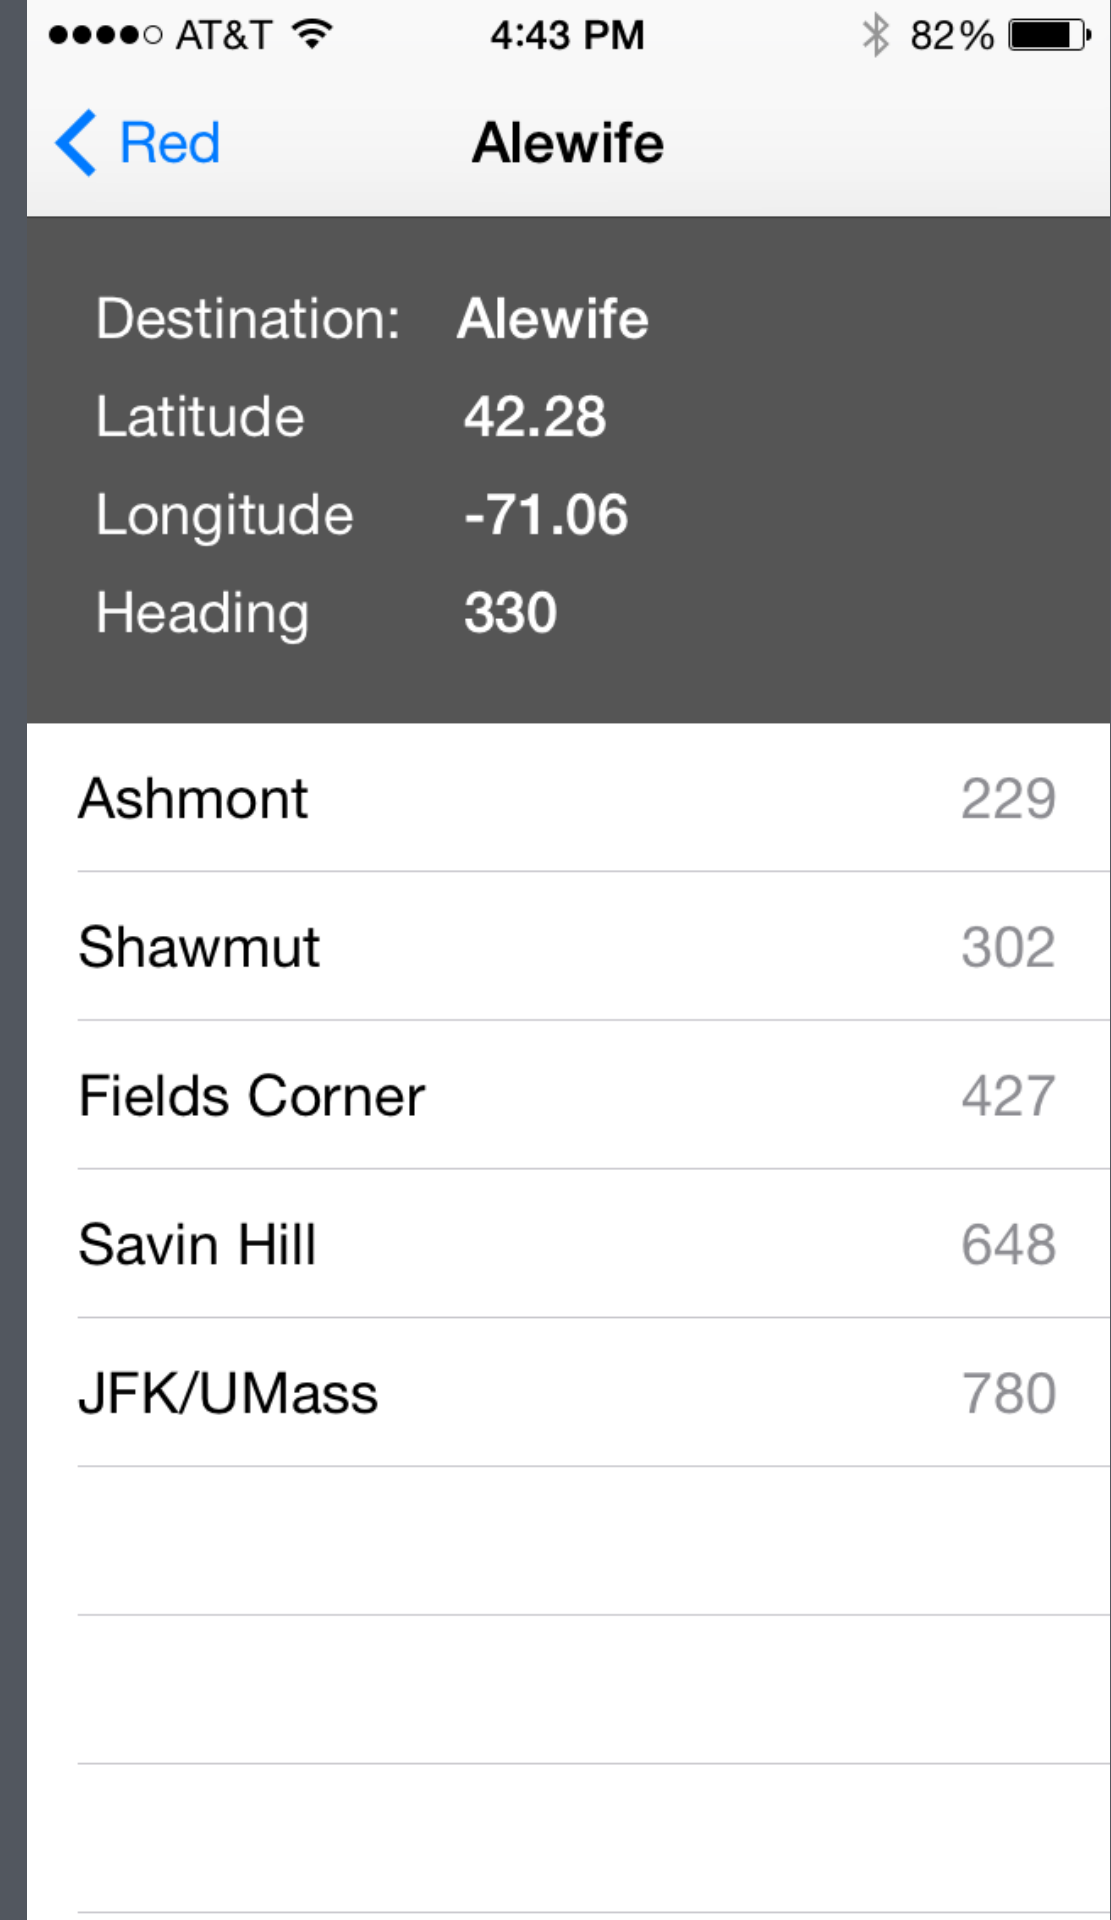 AT&T 4:43 PM 82%
Red Alewife
Destination: Alewife
Latitude 42.28
Longitude -71.06
Heading 330
Ashmont 229
Shawmut 302
Fields Corner 427
Savin Hill 648
JFK/UMass 780